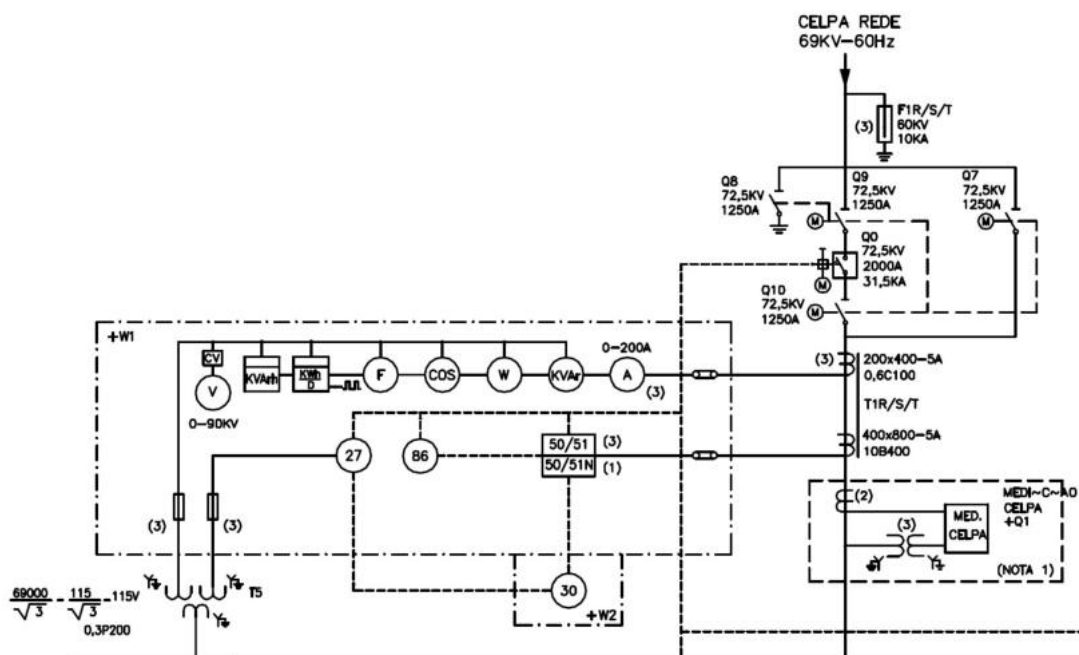 CELPA REDE
69KV-60Hz
F1R/S/T
60KV
10KA
(3)
Q8
72,5KV
1250A
Q9
72,5KV
1250A
Q7
72,5KV
1250A
M
M
Q0
72,5KV
2000A
31,5KA
M
Q10
72,5KV
1250A
M
+W1
CV
V
0-90KV
KVArh
KWh
D
F
COS
W
KVAr
A
0-200A
(3)
(3)
200x400-5A
0,6C100
T1R/S/T
400x800-5A
10B400
27
86
50/51
(3)
50/51N
(1)
(3)
(3)
(2)
MEDI~C~AO
CELPA
+Q1
MED.
CELPA
(3)
(NOTA 1)
30
+W2
T5
69000
√3
-
115
√3
-115V
0,3P200